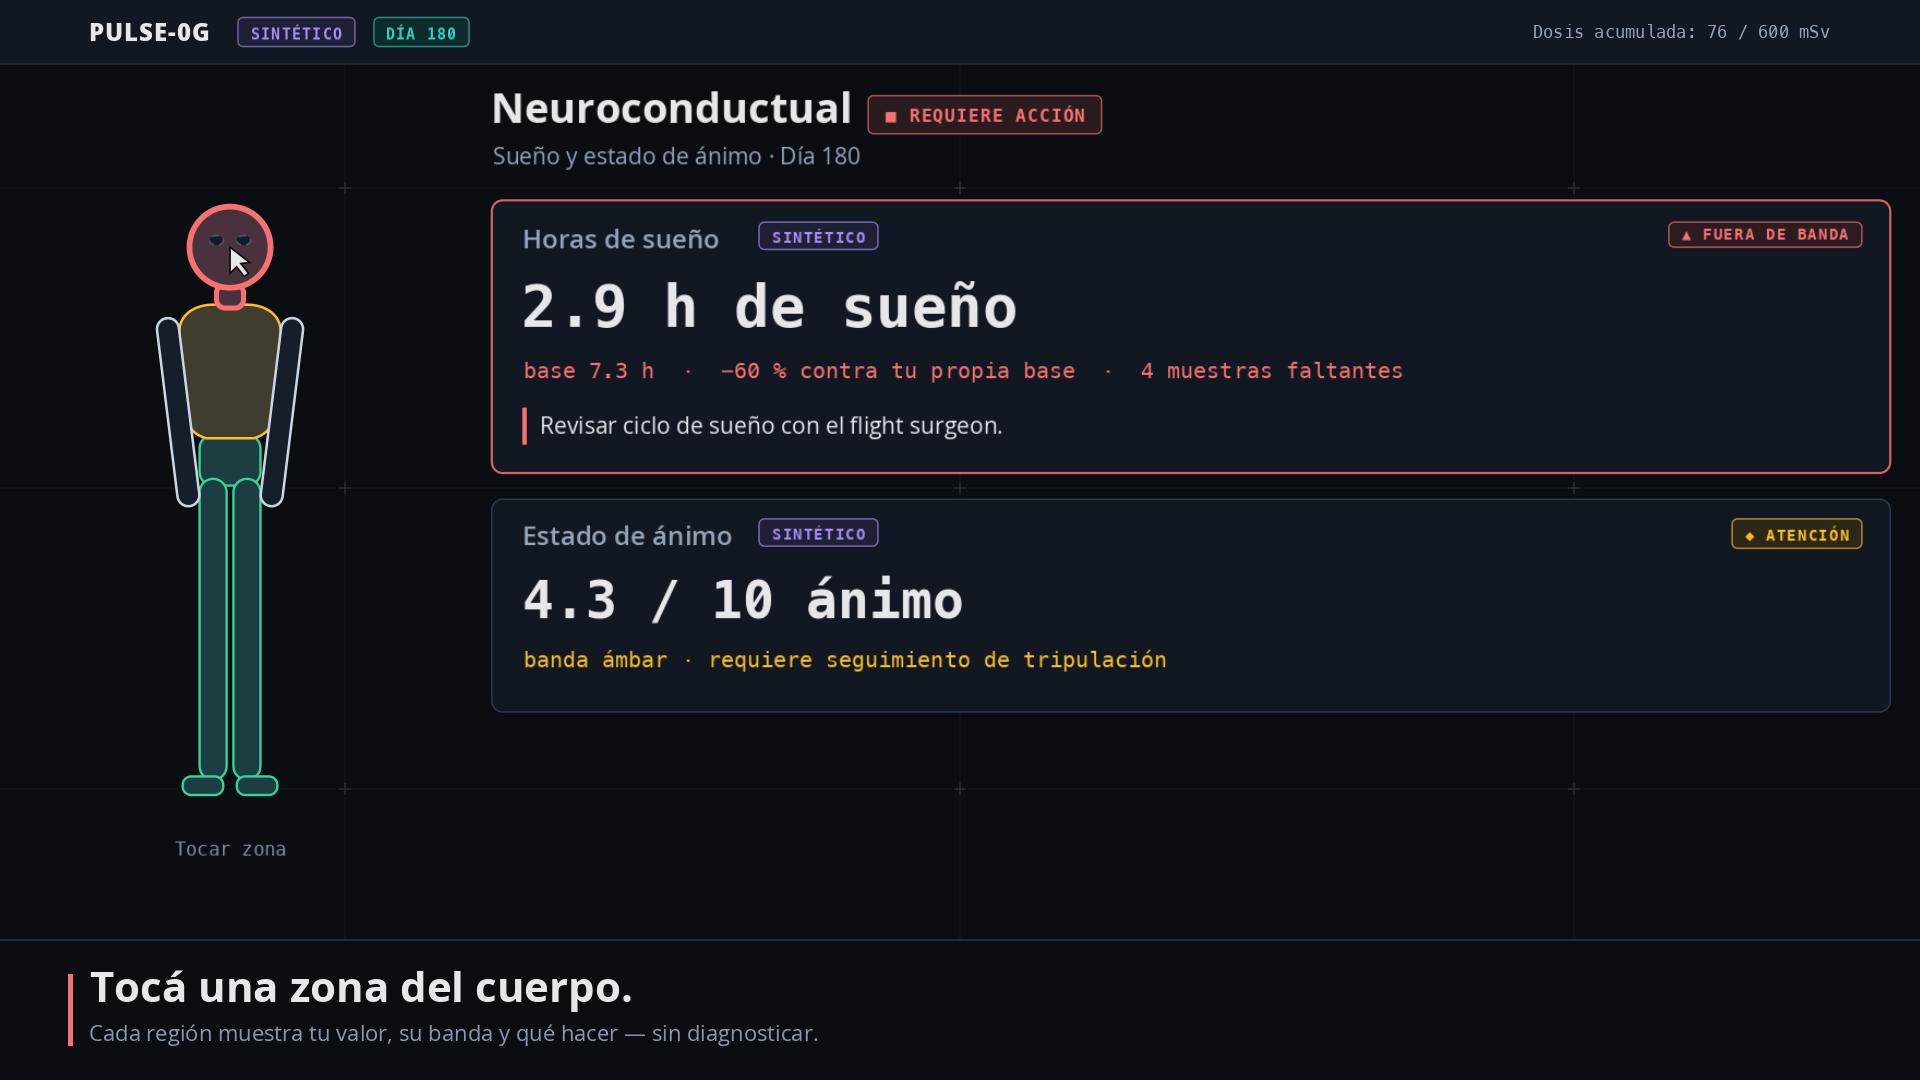 PULSE-0G SINTÉTICO DÍA 180 Dosis acumulada: 76 / 600 mSv
Neuroconductual ■ REQUIERE ACCIÓN
Sueño y estado de ánimo · Día 180
Horas de sueño SINTÉTICO ▲ FUERA DE BANDA
2.9 h de sueño
base 7.3 h · −60 % contra tu propia base · 4 muestras faltantes
Revisar ciclo de sueño con el flight surgeon.
Estado de ánimo SINTÉTICO ◆ ATENCIÓN
4.3 / 10 ánimo
banda ámbar · requiere seguimiento de tripulación
Tocar zona
Tocá una zona del cuerpo.
Cada región muestra tu valor, su banda y qué hacer — sin diagnosticar.